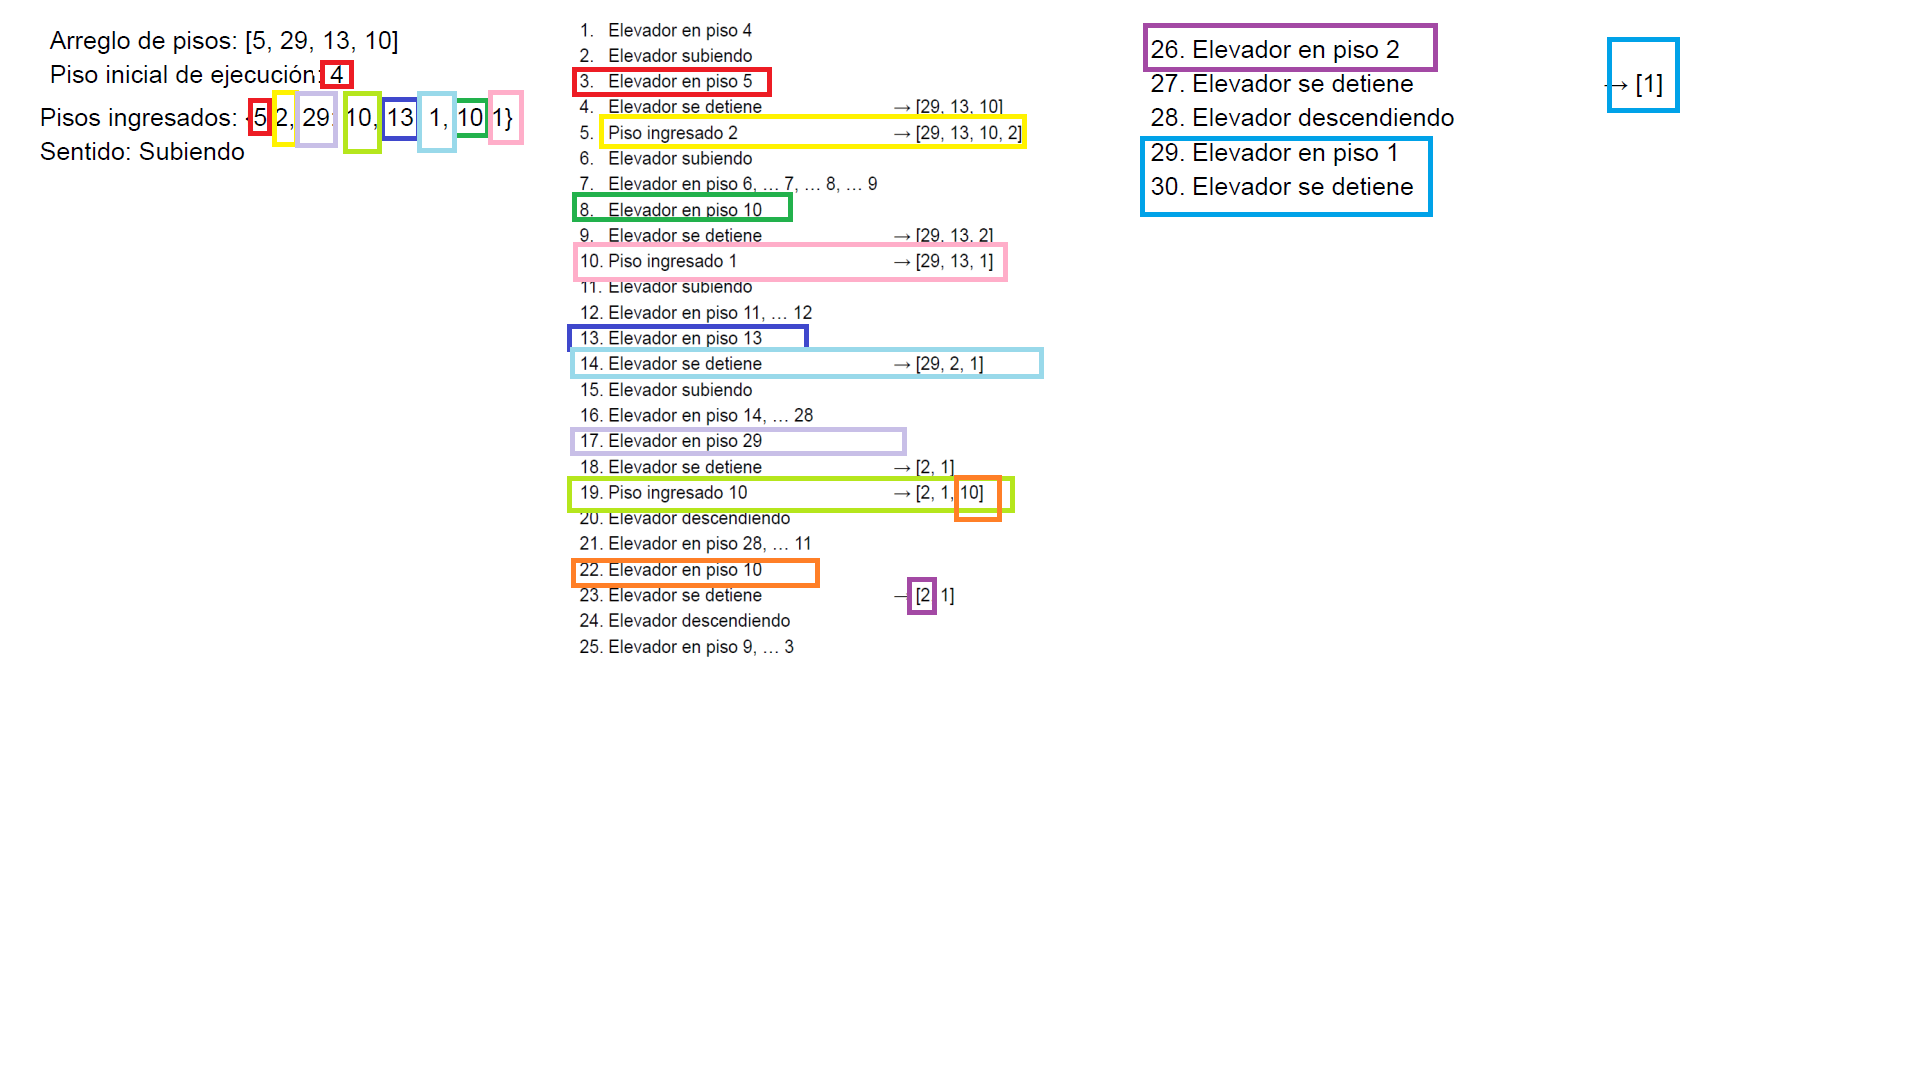 Arreglo de pisos: [5, 29, 13, 10]
Piso inicial de ejecución: 4
Pisos ingresados: {5 2, 29: 10, 13 1, 10 1}
Sentido: Subiendo
1. Elevador en piso 4
2. Elevador subiendo
3. Elevador en piso 5
4. Elevador se detiene → [29, 13, 10]
5. Piso ingresado 2 → [29, 13, 10, 2]
6. Elevador subiendo
7. Elevador en piso 6, … 7, … 8, … 9
8. Elevador en piso 10
9. Elevador se detiene → [29, 13, 2]
10. Piso ingresado 1 → [29, 13, 1]
11. Elevador subiendo
12. Elevador en piso 11, … 12
13. Elevador en piso 13
14. Elevador se detiene → [29, 2, 1]
15. Elevador subiendo
16. Elevador en piso 14, … 28
17. Elevador en piso 29
18. Elevador se detiene → [2, 1]
19. Piso ingresado 10 → [2, 1, 10]
20. Elevador descendiendo
21. Elevador en piso 28, … 11
22. Elevador en piso 10
23. Elevador se detiene → [2 1]
24. Elevador descendiendo
25. Elevador en piso 9, … 3
26. Elevador en piso 2
27. Elevador se detiene → [1]
28. Elevador descendiendo
29. Elevador en piso 1
30. Elevador se detiene